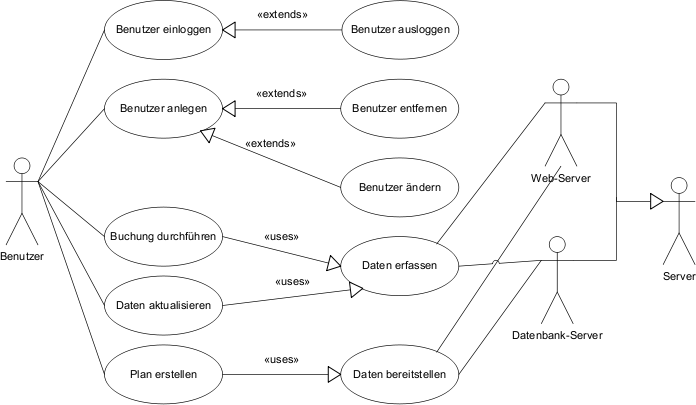 Benutzer einloggen
«extends»
Benutzer ausloggen
Benutzer anlegen
«extends»
Benutzer entfernen
«extends»
Benutzer ändern
Web-Server
Benutzer
Buchung durchführen
«uses»
Daten erfassen
Server
Daten aktualisieren
«uses»
Datenbank-Server
Plan erstellen
«uses»
Daten bereitstellen